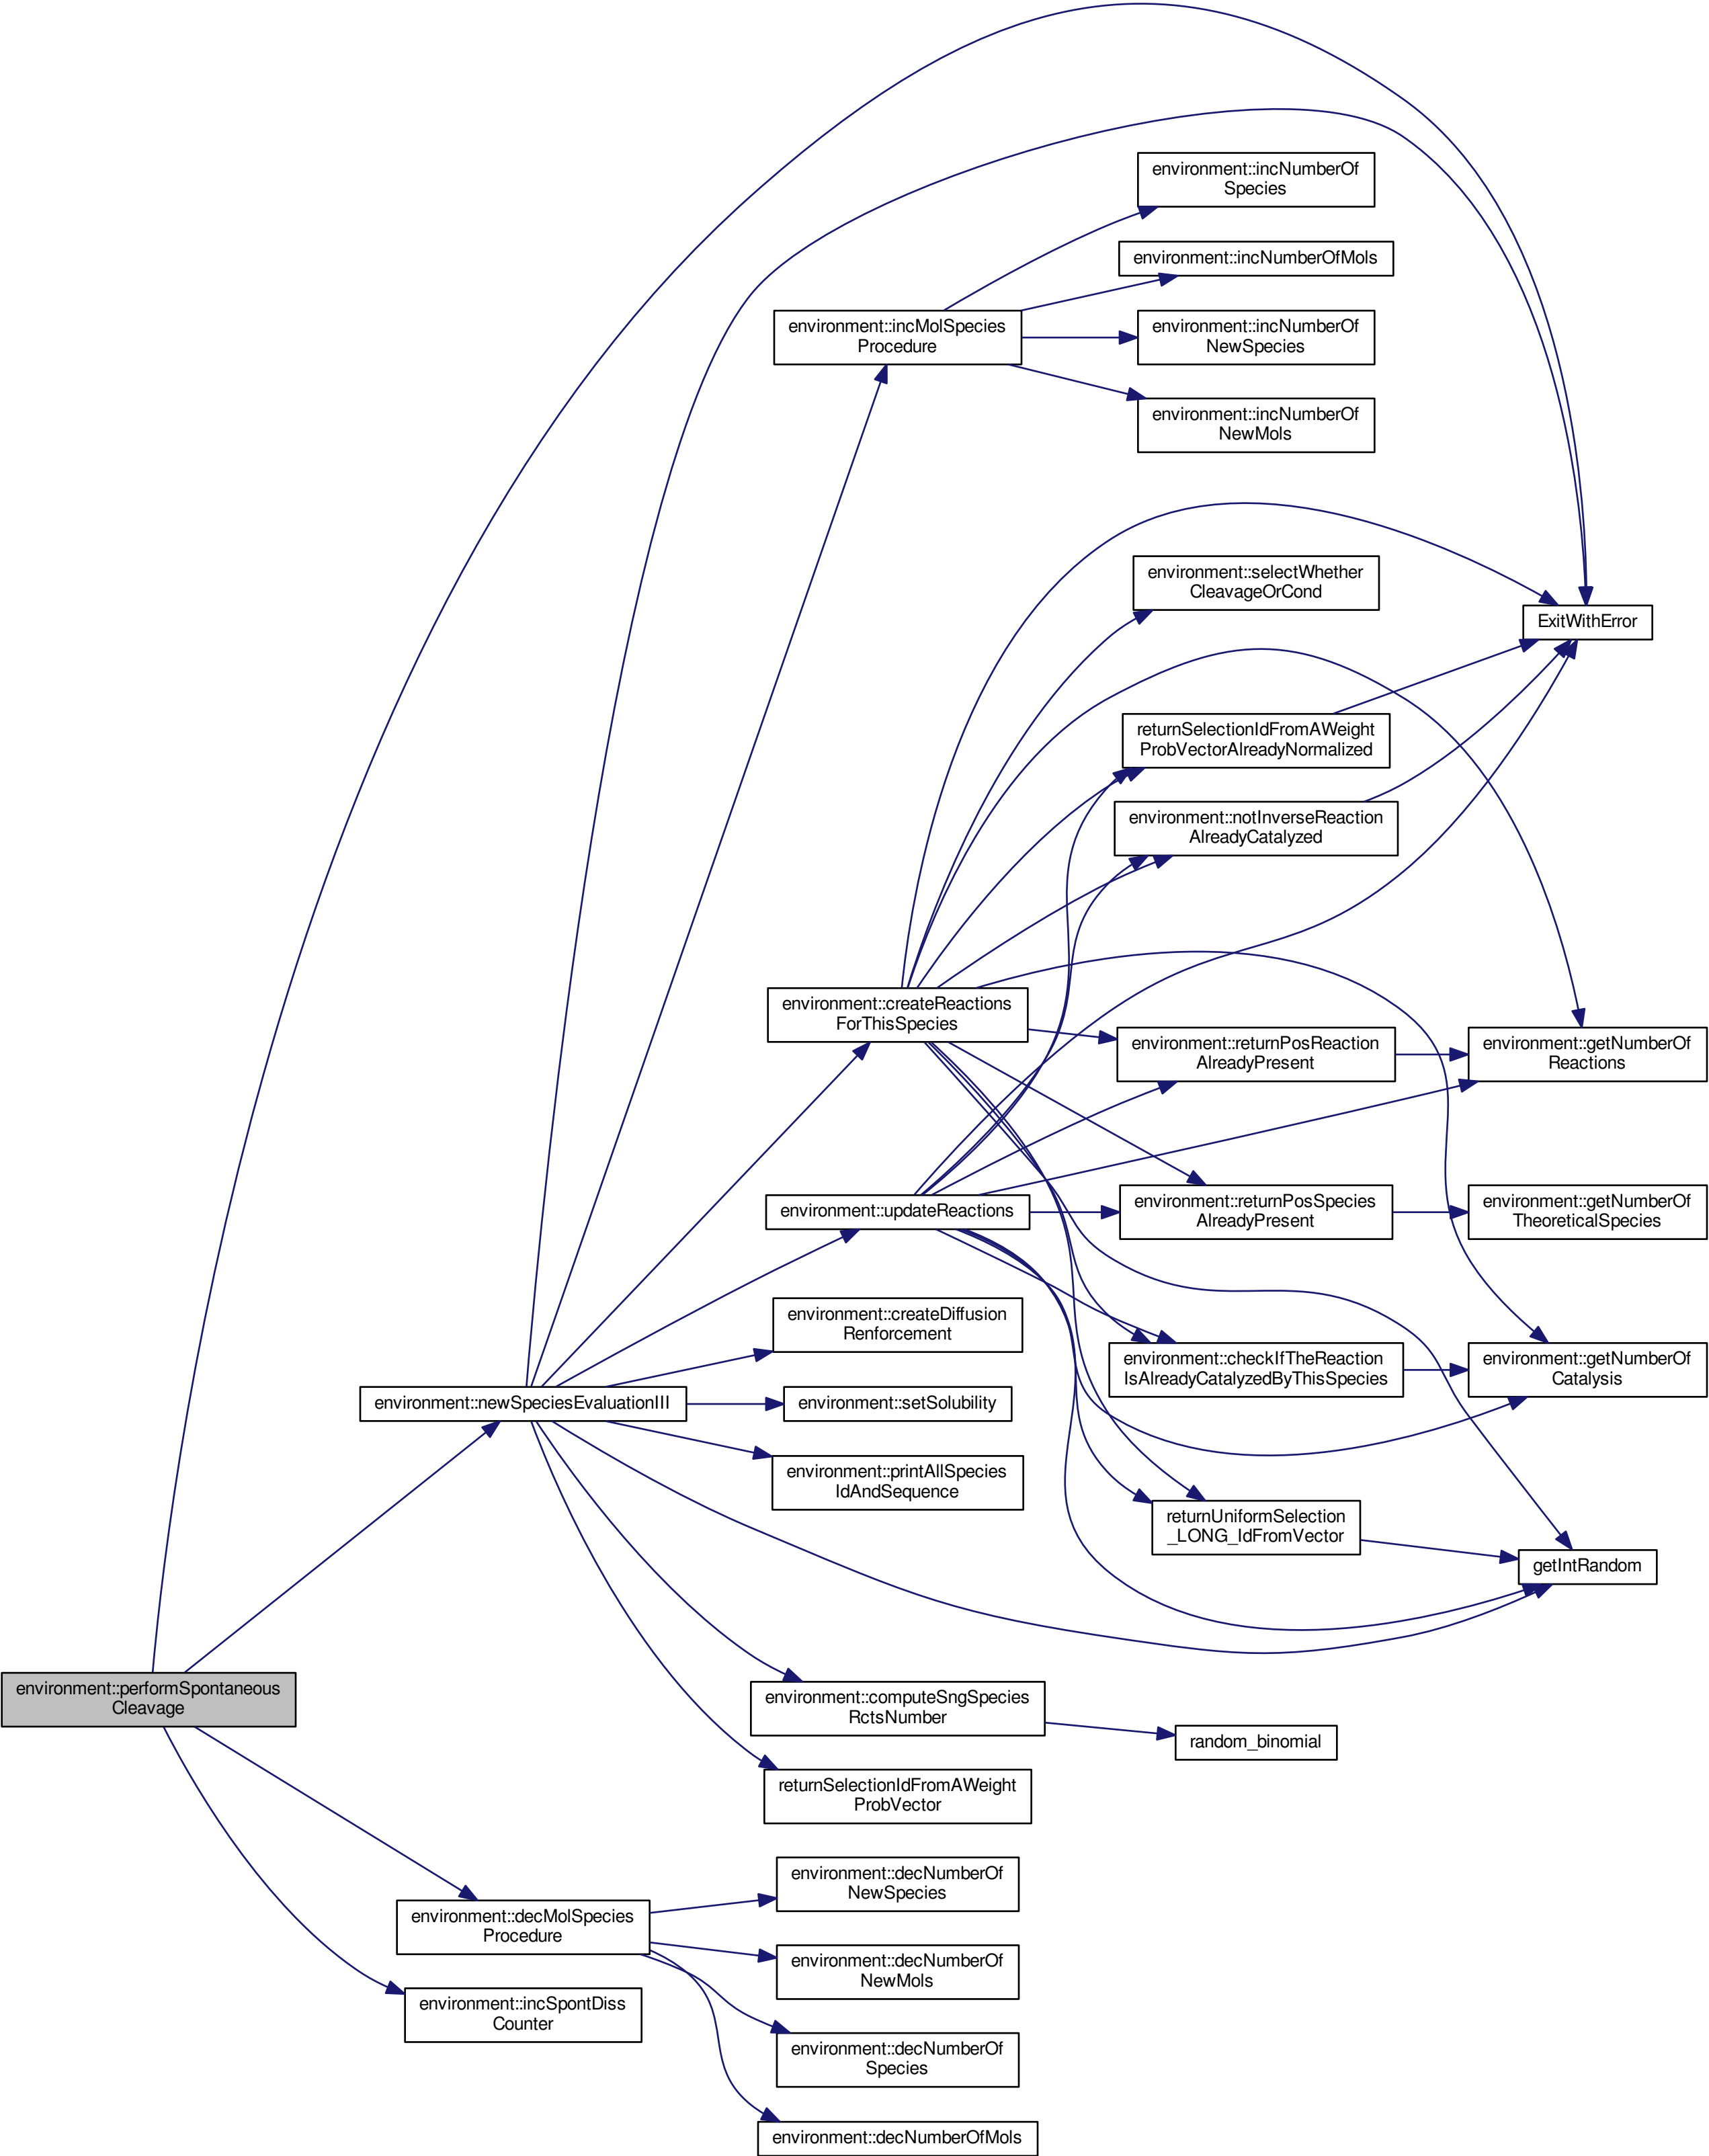 environment::incNumberOf
Species
environment::incNumberOfMols
environment::incMolSpecies
Procedure
environment::incNumberOf
NewSpecies
environment::incNumberOf
NewMols
environment::selectWhether
CleavageOrCond
ExitWithError
returnSelectionIdFromAWeight
ProbVectorAlreadyNormalized
environment::notInverseReaction
AlreadyCatalyzed
environment::createReactions
ForThisSpecies
environment::returnPosReaction
AlreadyPresent
environment::getNumberOf
Reactions
environment::updateReactions
environment::returnPosSpecies
AlreadyPresent
environment::getNumberOf
TheoreticalSpecies
environment::createDiffusion
Renforcement
environment::checkIfTheReaction
IsAlreadyCatalyzedByThisSpecies
environment::getNumberOf
Catalysis
environment::newSpeciesEvaluationIII
environment::setSolubility
environment::printAllSpecies
IdAndSequence
returnUniformSelection
_LONG_IdFromVector
getIntRandom
environment::performSpontaneous
Cleavage
environment::computeSngSpecies
RctsNumber
random_binomial
returnSelectionIdFromAWeight
ProbVector
environment::decNumberOf
NewSpecies
environment::decMolSpecies
Procedure
environment::decNumberOf
NewMols
environment::incSpontDiss
Counter
environment::decNumberOf
Species
environment::decNumberOfMols